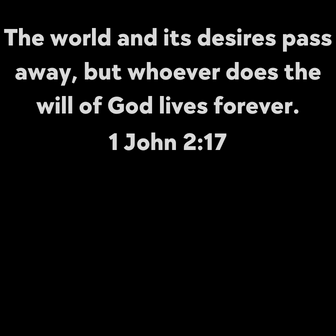 The world and its desires pass
away, but whoever does the
will of God lives forever.
1 John 2:17